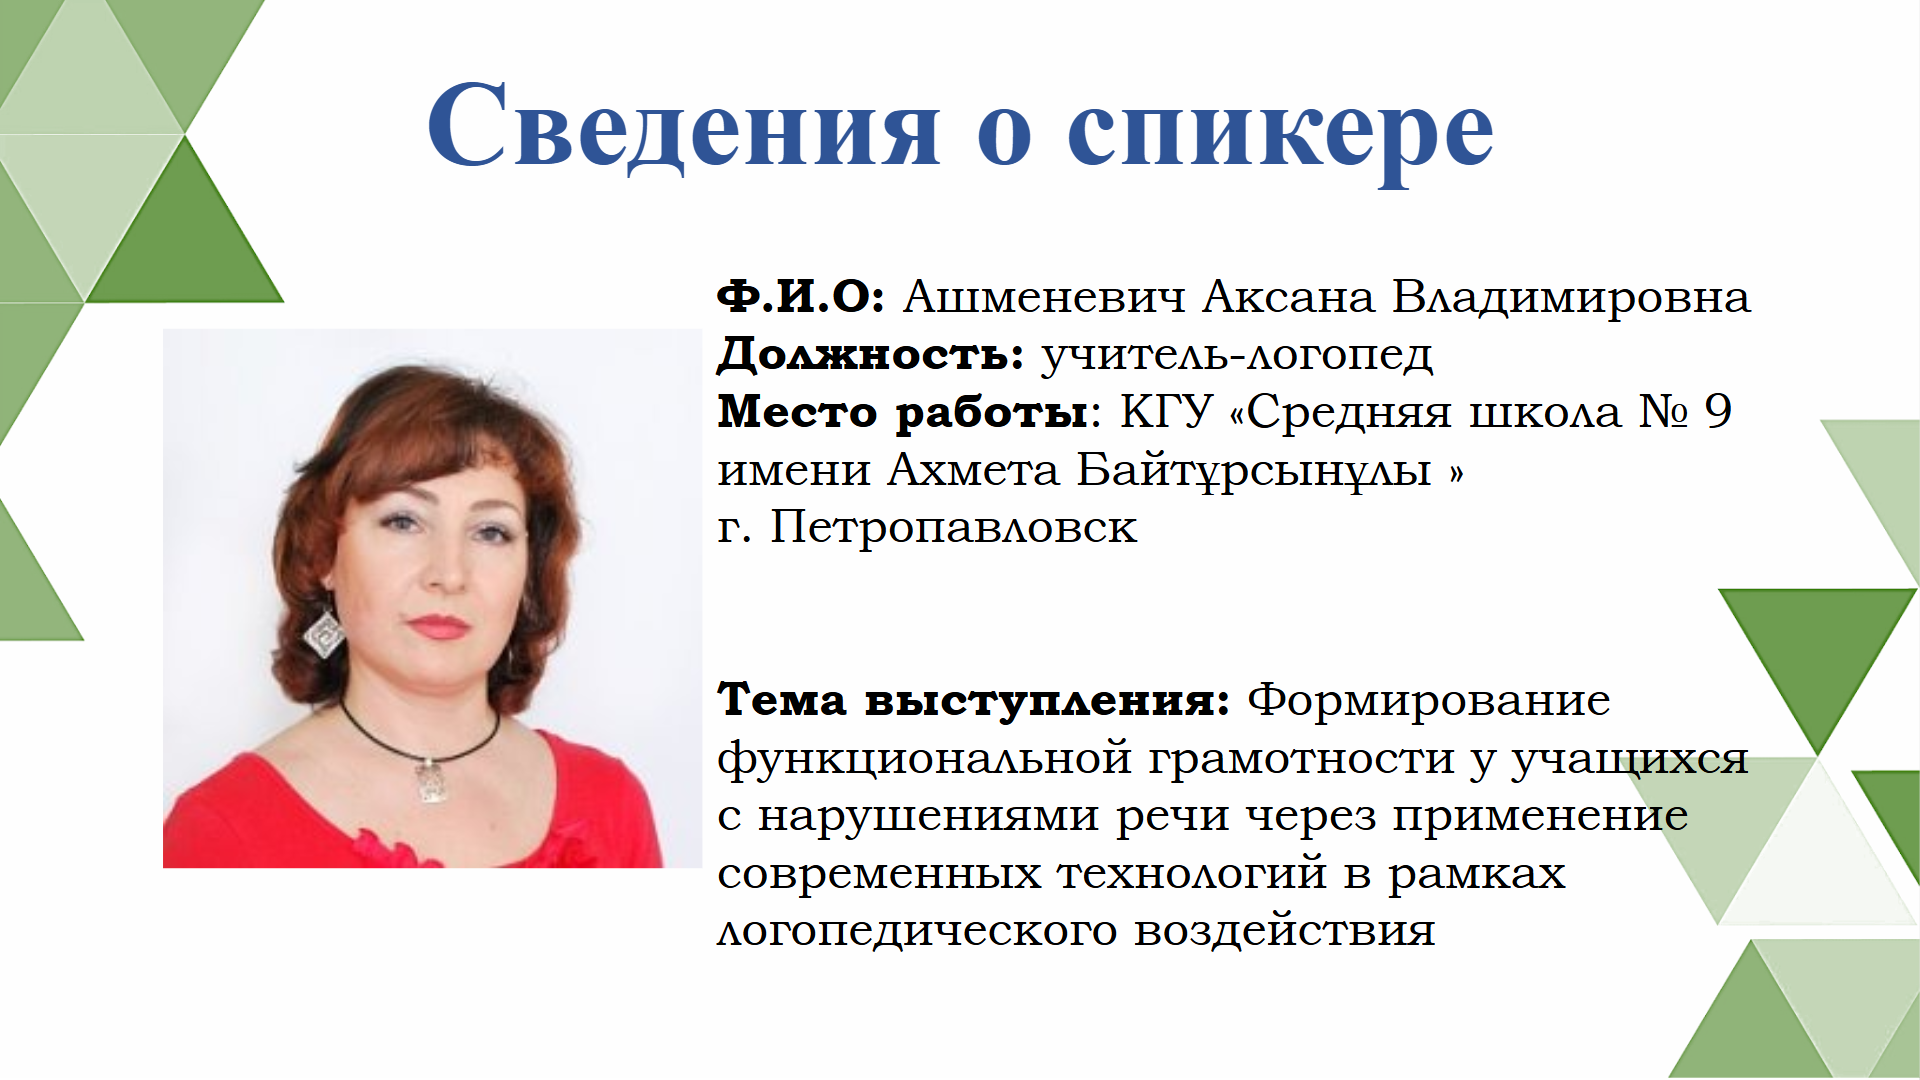 Сведения о спикере
Ф.И.О: Ашменевич Аксана Владимировна
Должность: учитель-логопед
Место работы: КГУ «Средняя школа № 9
имени Ахмета Байтұрсынұлы »
г. Петропавловск
Тема выступления: Формирование
функциональной грамотности у учащихся
с нарушениями речи через применение
современных технологий в рамках
логопедического воздействия